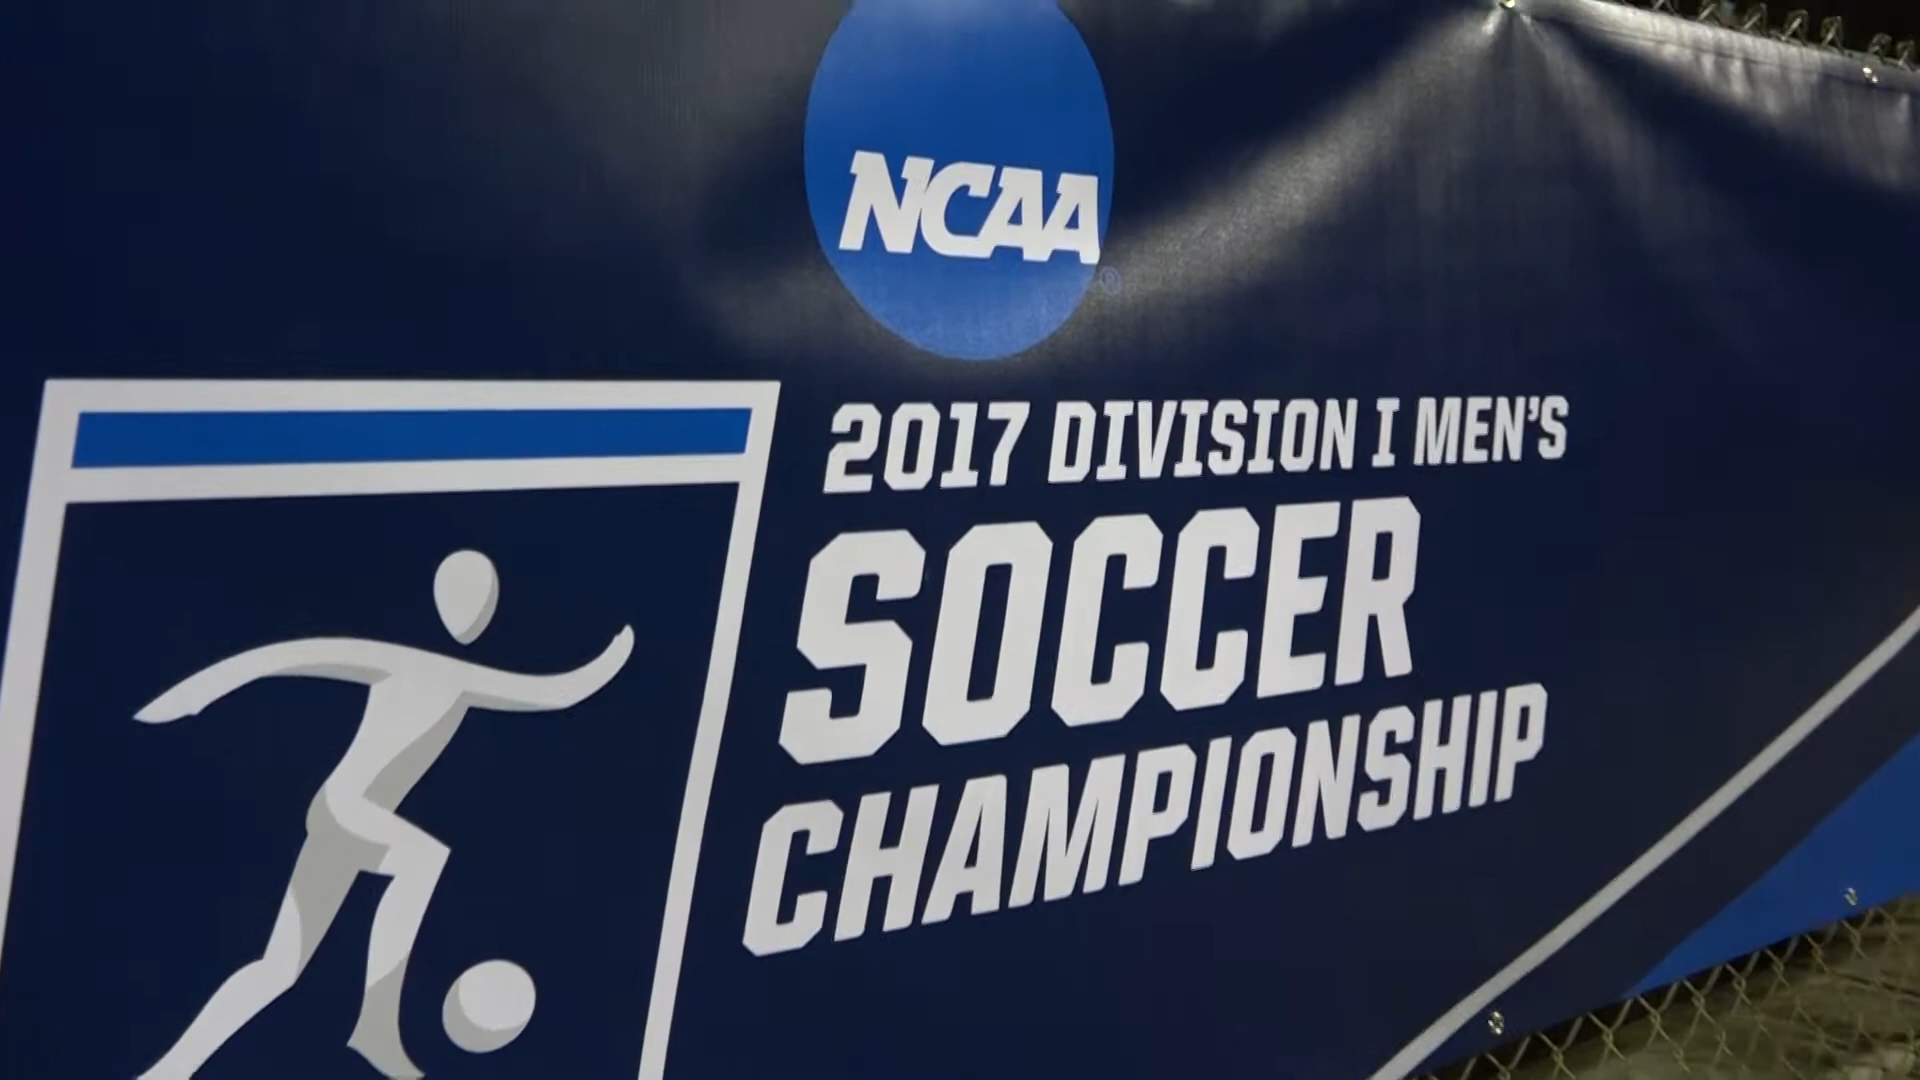 NCAA
®
2017 DIVISION I MEN'S
SOCCER
CHAMPIONSHIP